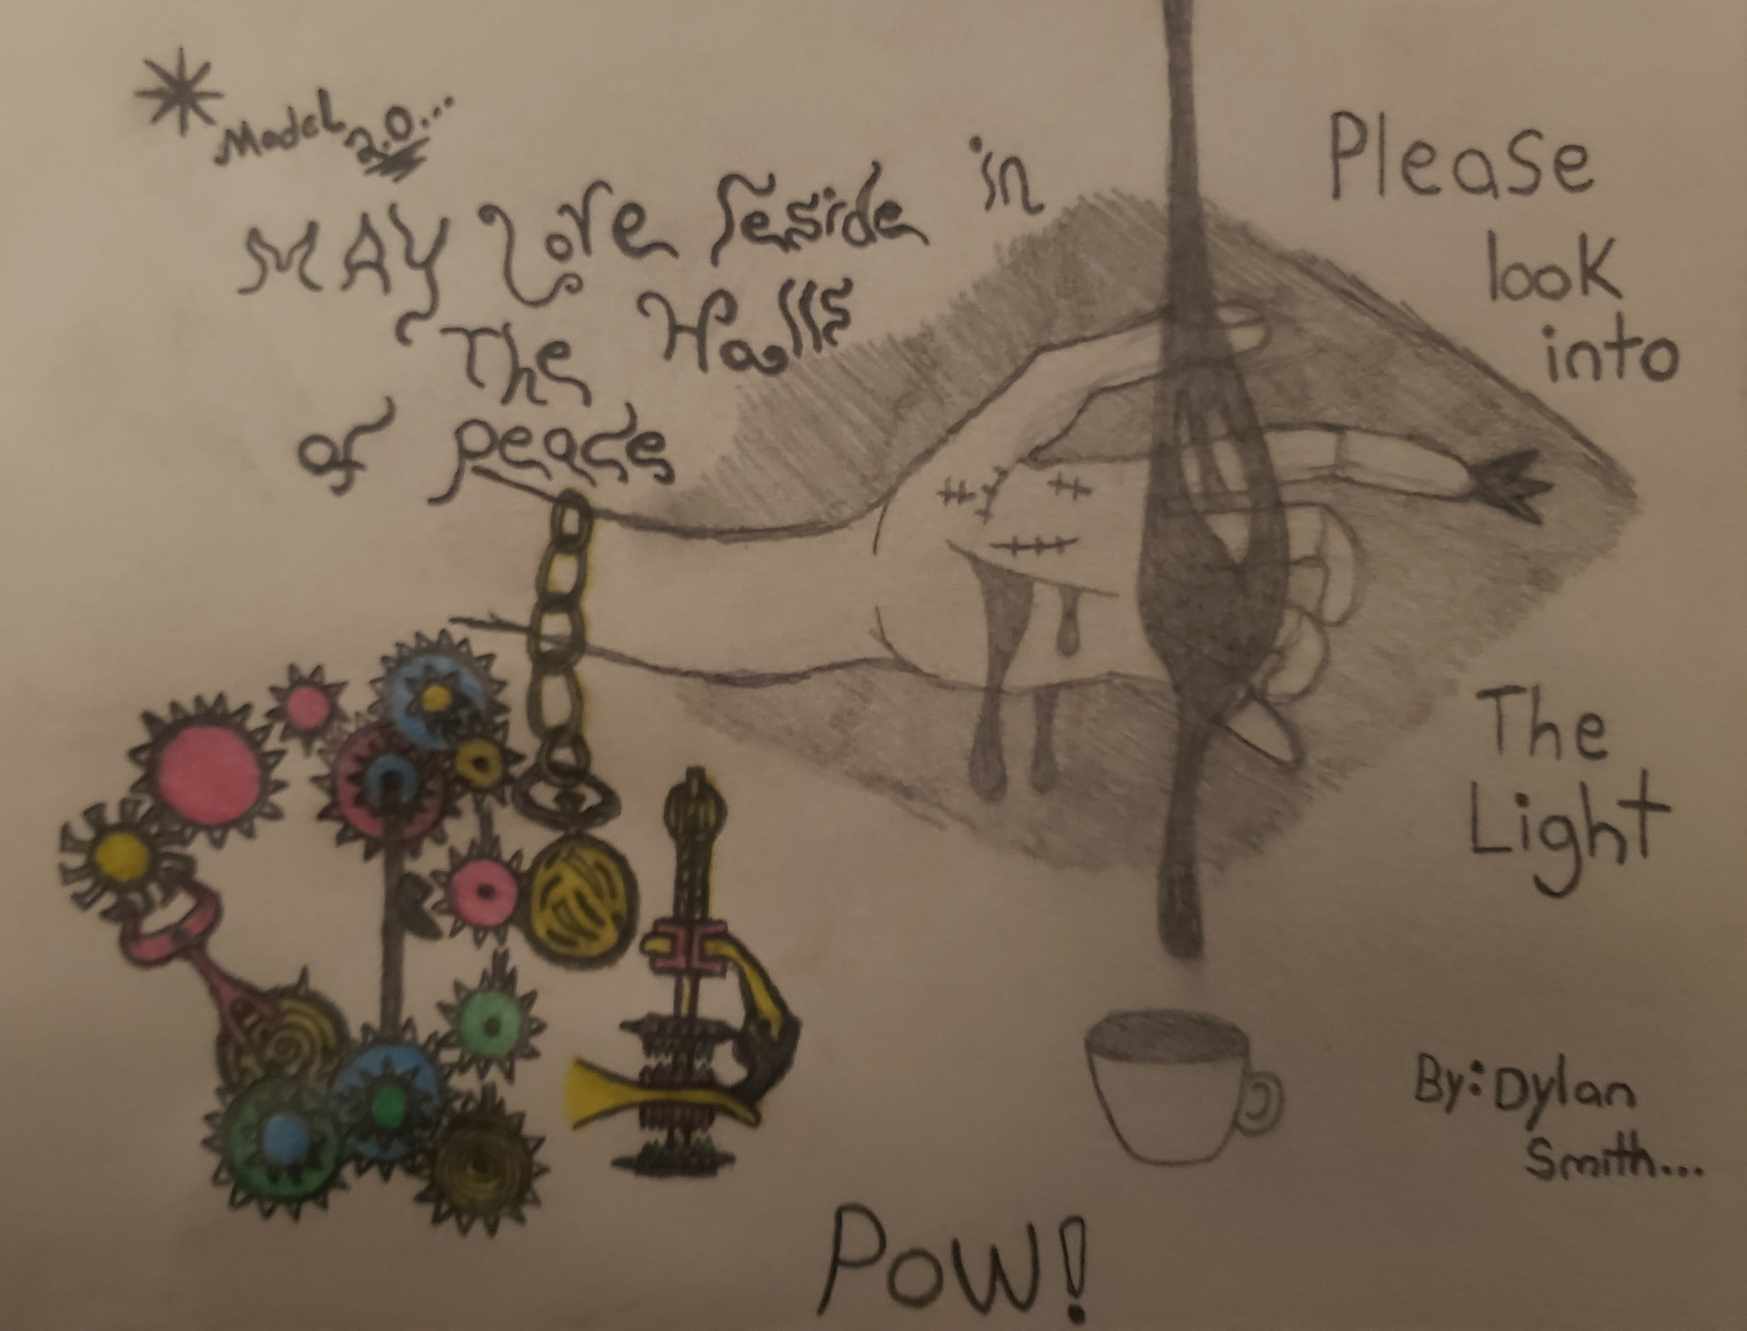 Model 2.0...
MAY Love reside in
The Halls
of peace
Please
look
into
The
Light
By: Dylan
Smith...
POW!